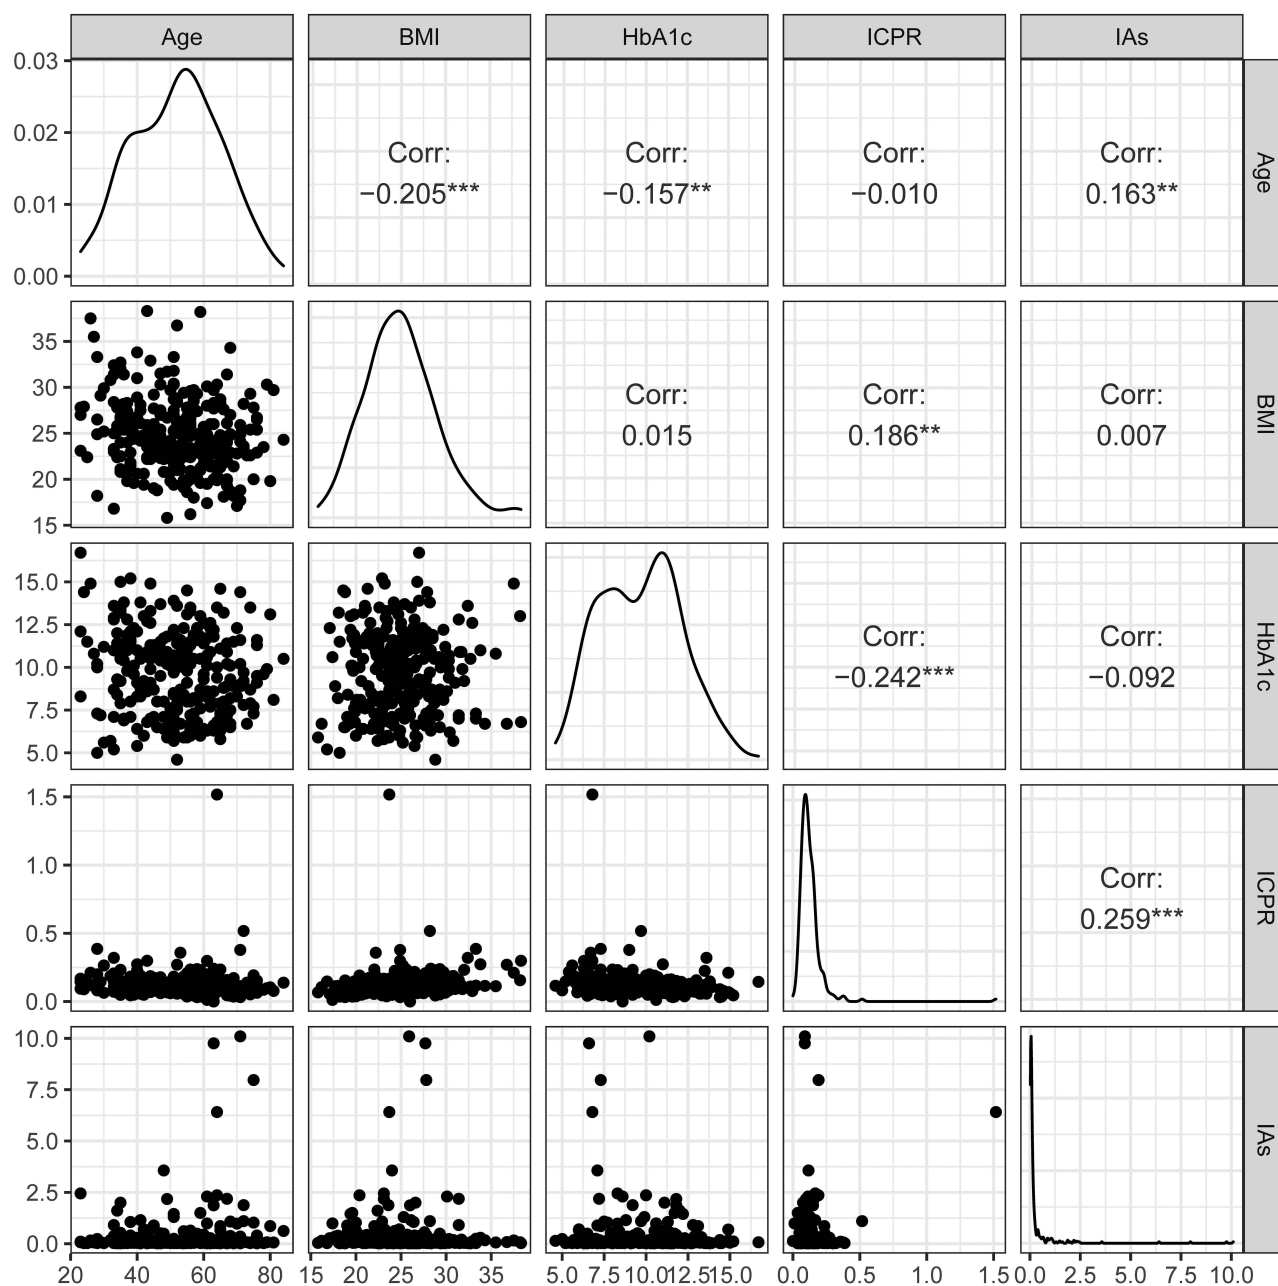 Age BMI HbA1c ICPR IAs
0.03
0.02
0.01
0.00
Corr:
−0.205***
Corr:
−0.157**
Corr:
−0.010
Corr:
0.163**
Age
35
30
25
20
15
Corr:
0.015
Corr:
0.186**
Corr:
0.007
BMI
15.0
12.5
10.0
7.5
5.0
Corr:
−0.242***
Corr:
−0.092
HbA1c
1.5
1.0
0.5
0.0
Corr:
0.259***
ICPR
10.0
7.5
5.0
2.5
0.0
IAs
20 40 60 80 15 20 25 30 35 5.0 7.5 10.0 12.5 15.0 0.0 0.5 1.0 1.5 0.0 2.5 5.0 7.5 10.0